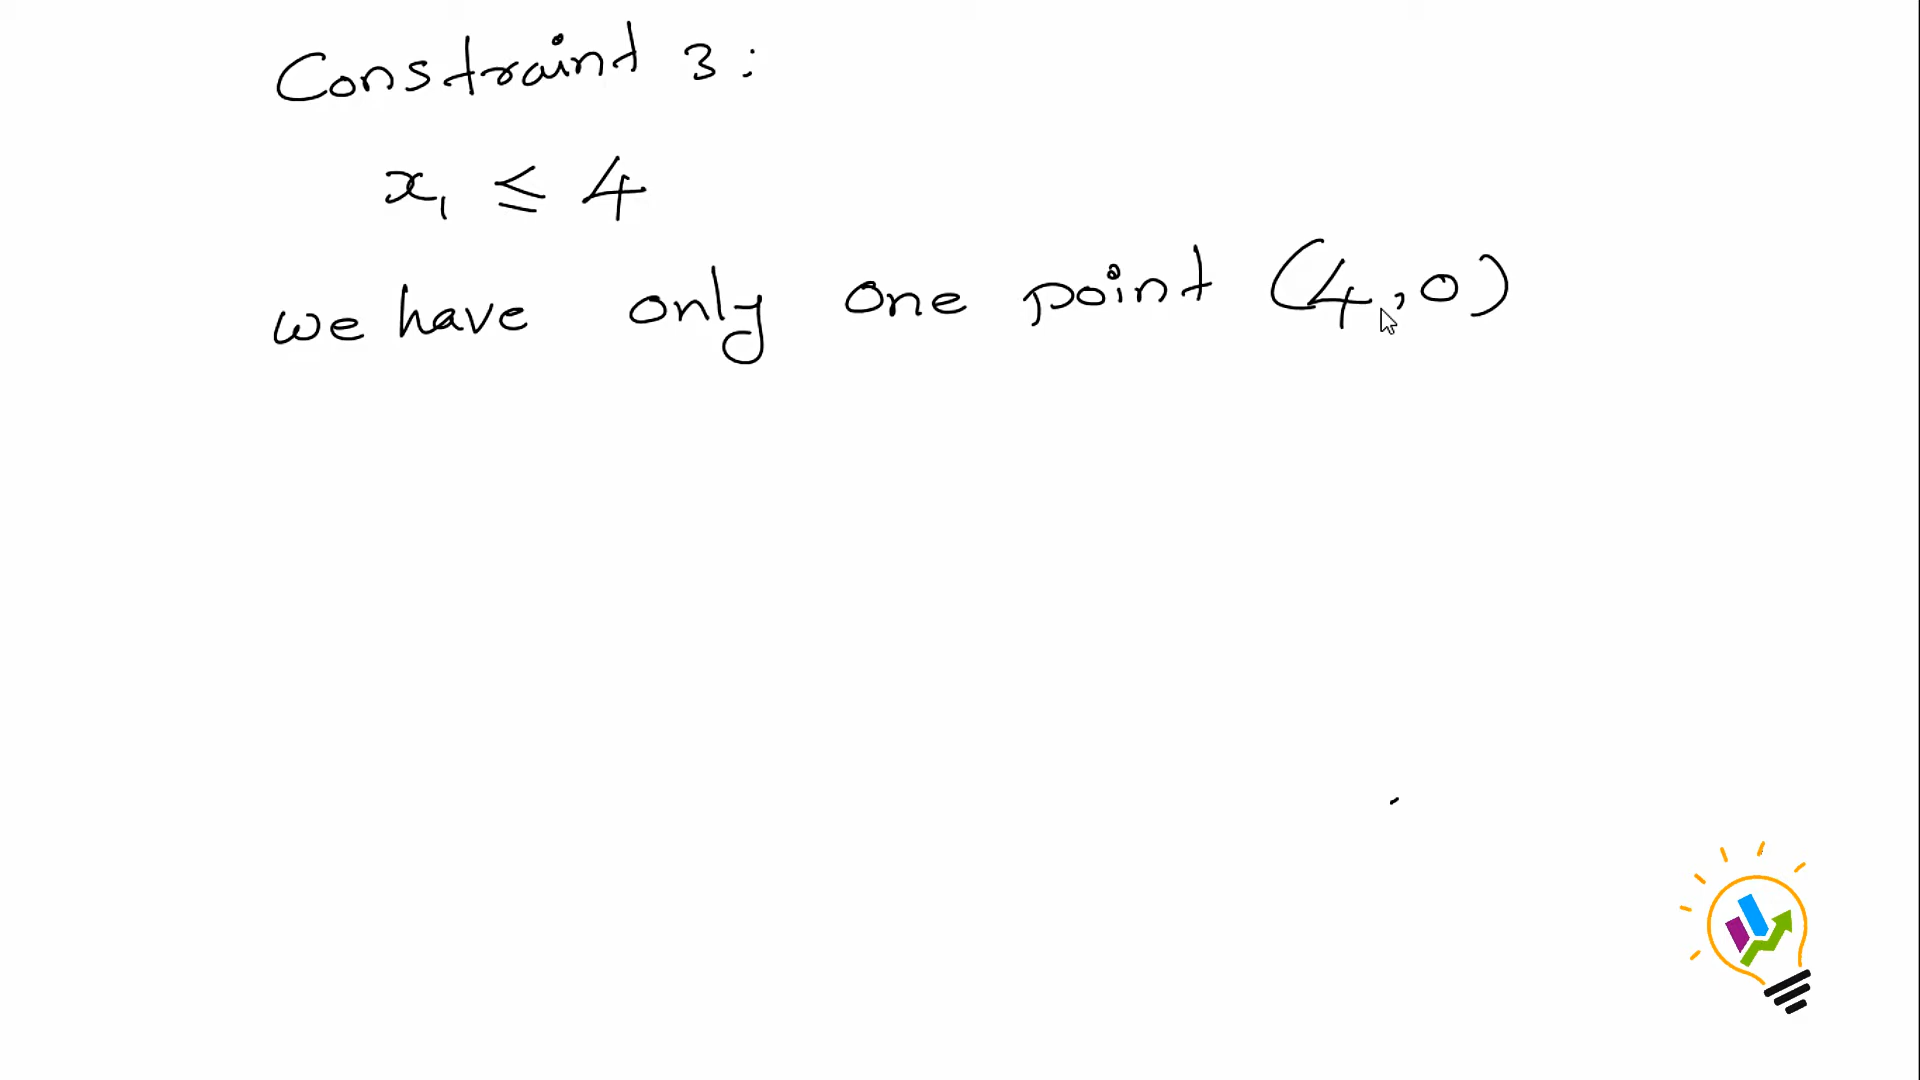 Constraint 3:
x₁ ≤ 4
we have only one point (4,0)